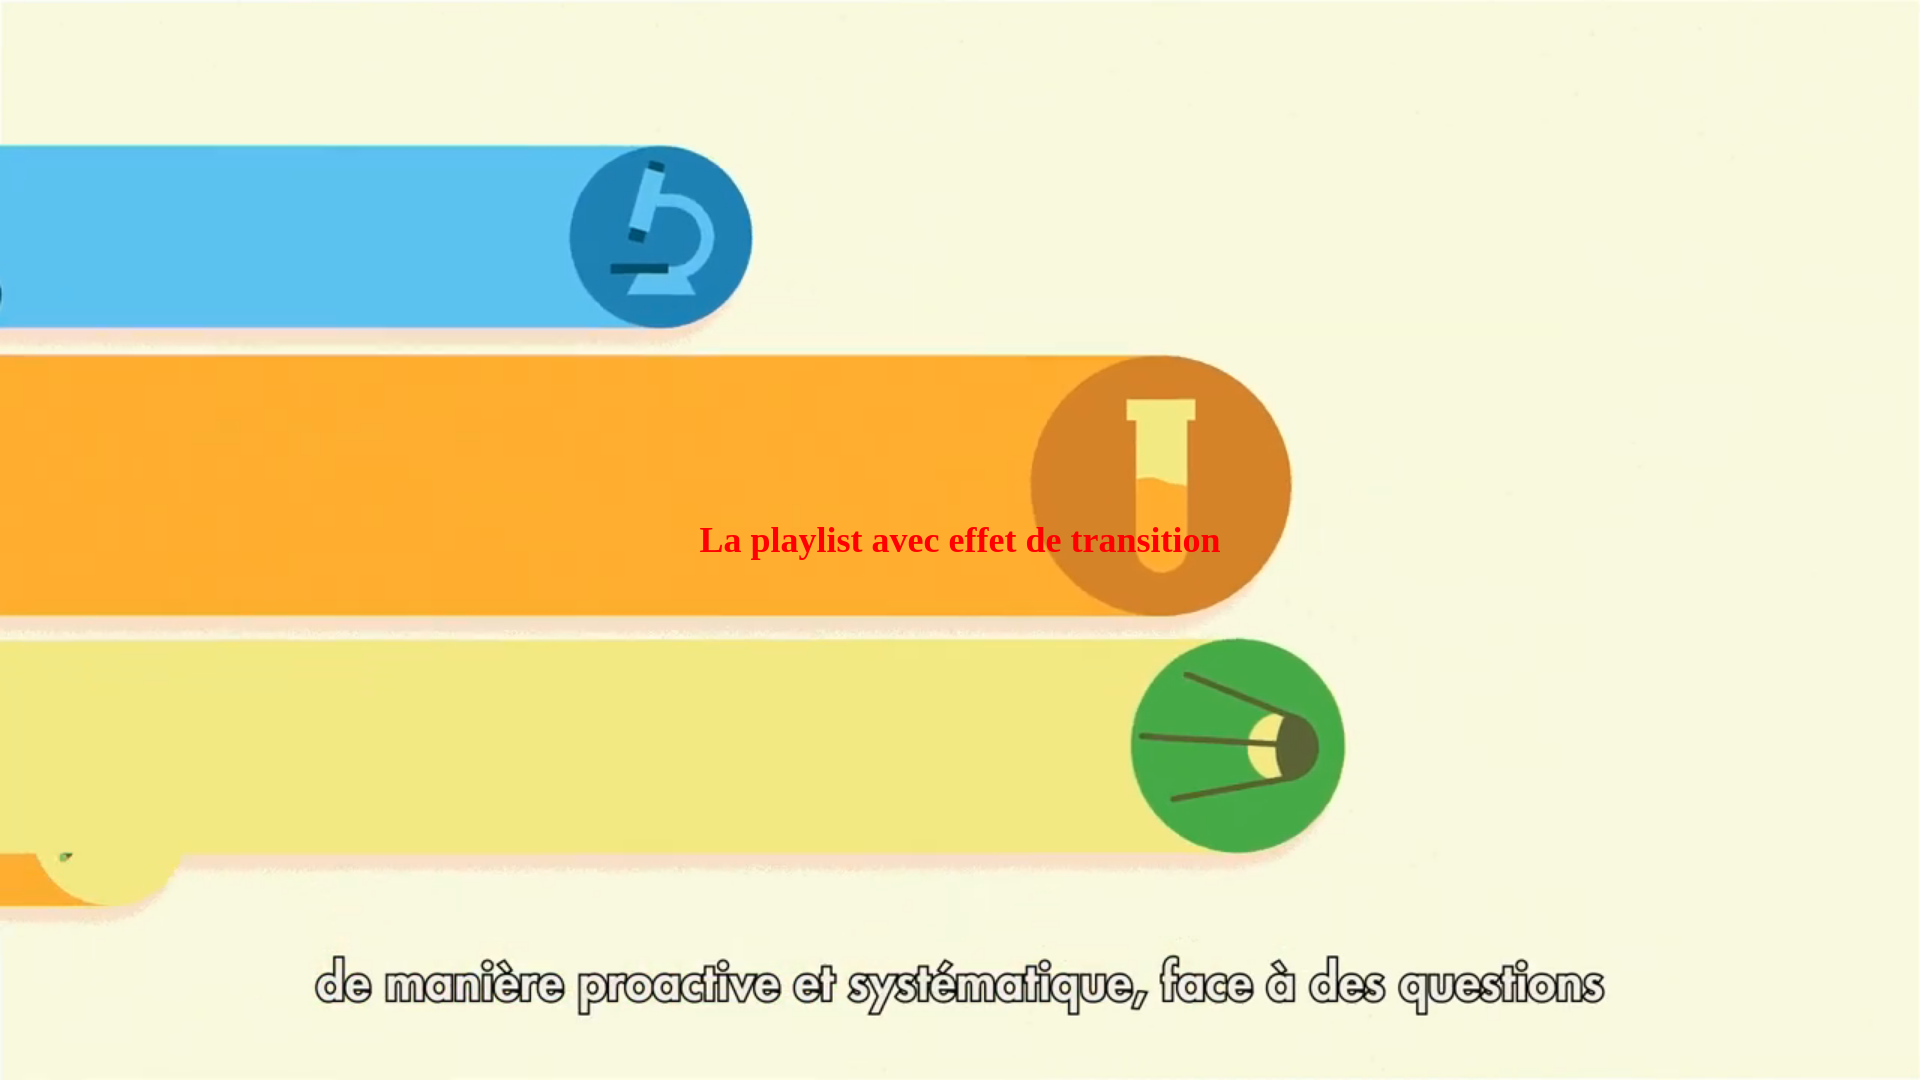 La playlist avec effet de transition
de manière proactive et systématique, face à des questions